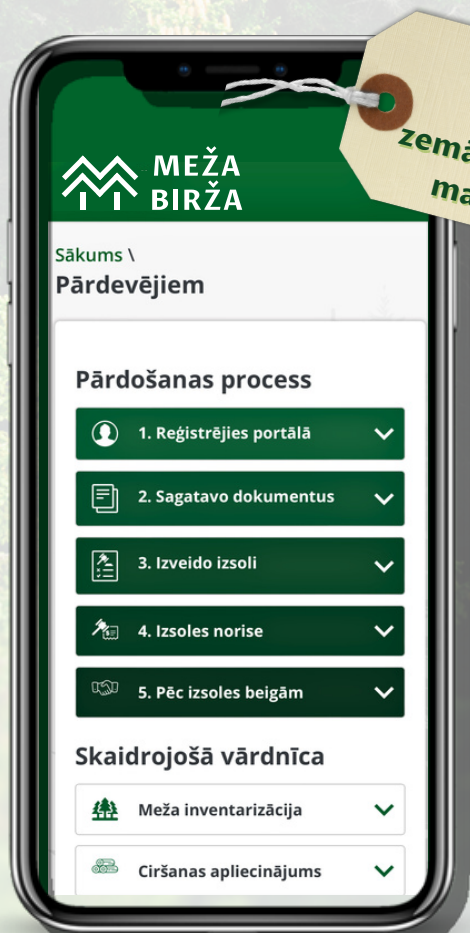 MEŽA
BIRŽA
Sākums \
Pārdevējiem
Pārdošanas process
1. Reģistrējies portālā
2. Sagatavo dokumentus
3. Izveido izsoli
4. Izsoles norise
5. Pēc izsoles beigām
Skaidrojošā vārdnīca
Meža inventarizācija
Ciršanas apliecinājums